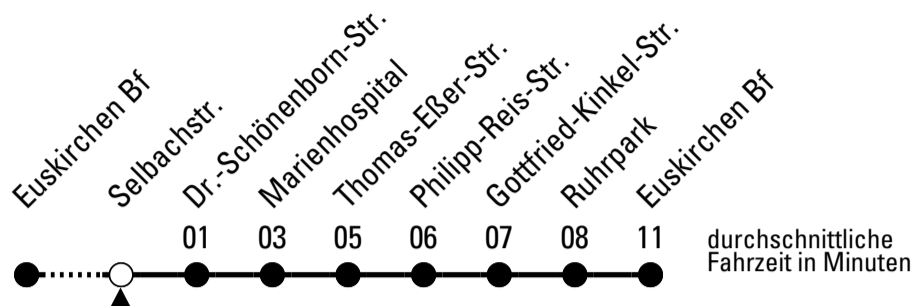 Euskirchen Bf
Selbachstr.
Dr.-Schönenborn-Str.
Marienhospital
Thomas-Eßer-Str.
Philipp-Reis-Str.
Gottfried-Kinkel-Str.
Ruhrpark
Euskirchen Bf
01 03 05 06 07 08 11
durchschnittliche
Fahrzeit in Minuten